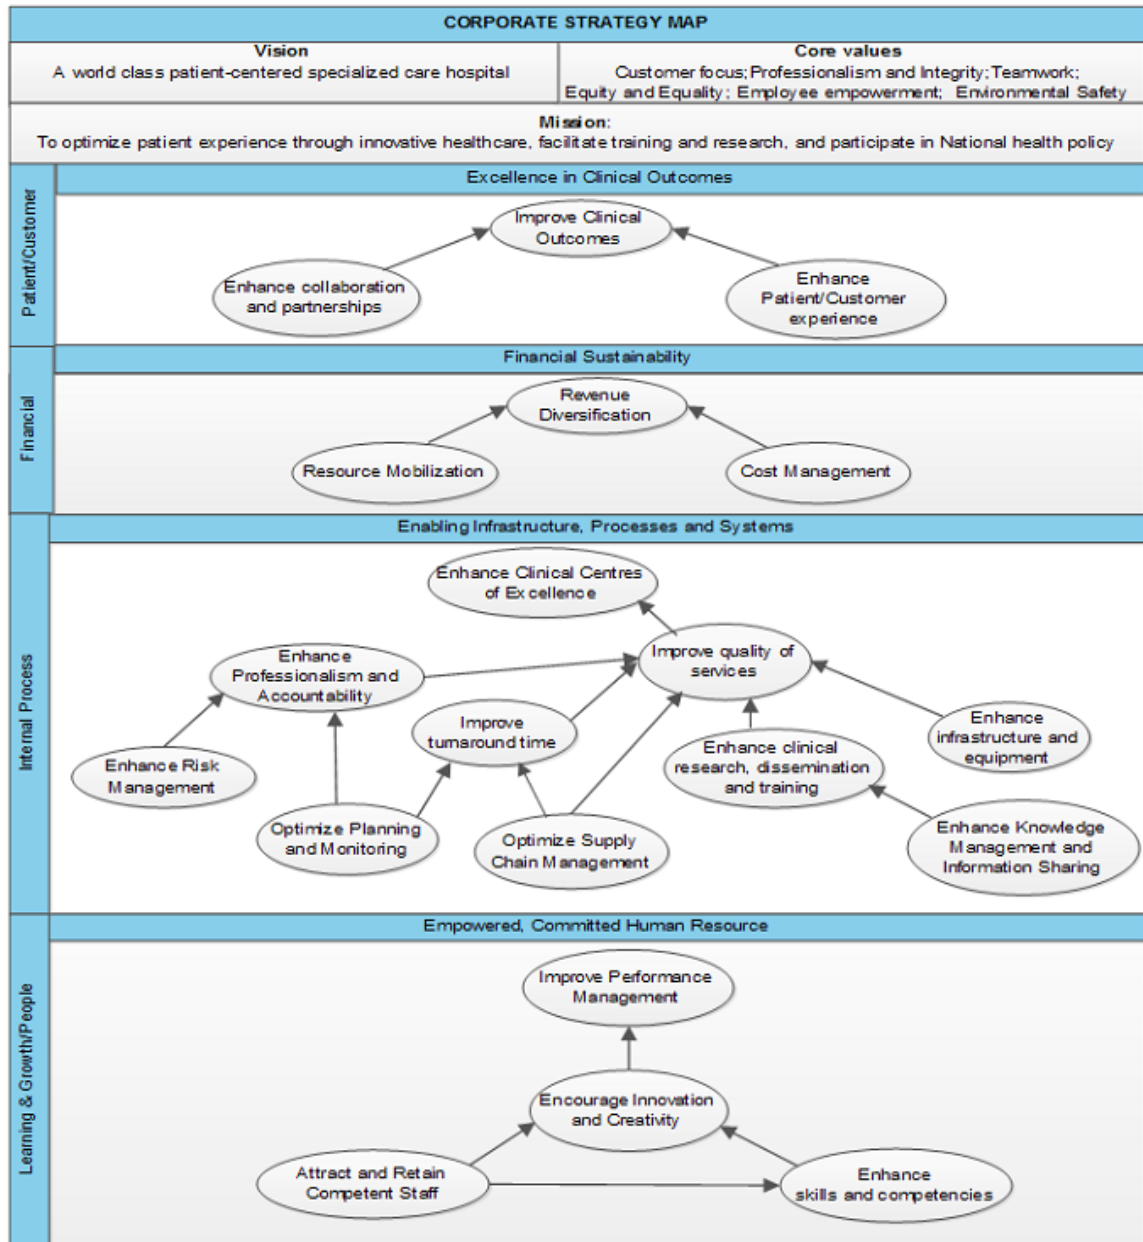 CORPORATE STRATEGY MAP
Vision
A world class patient-centered specialized care hospital
Core values
Customer focus; Professionalism and Integrity; Teamwork;
Equity and Equality; Employee empowerment; Environmental Safety
Mission:
To optimize patient experience through innovative healthcare, facilitate training and research, and participate in National health policy
Patient/Customer
Excellence in Clinical Outcomes
Improve Clinical
Outcomes
Enhance collaboration
and partnerships
Enhance
Patient/Customer
experience
Financial
Financial Sustainability
Revenue
Diversification
Resource Mobilization
Cost Management
Internal Process
Enabling Infrastructure, Processes and Systems
Enhance Clinical Centres
of Excellence
Enhance
Professionalism and
Accountability
Improve quality of
services
Improve
turnaround time
Enhance
infrastructure and
equipment
Enhance Risk
Management
Enhance clinical
research, dissemination
and training
Optimize Planning
and Monitoring
Optimize Supply
Chain Management
Enhance Knowledge
Management and
Information Sharing
Learning & Growth/People
Empowered, Committed Human Resource
Improve Performance
Management
Encourage Innovation
and Creativity
Attract and Retain
Competent Staff
Enhance
skills and competencies